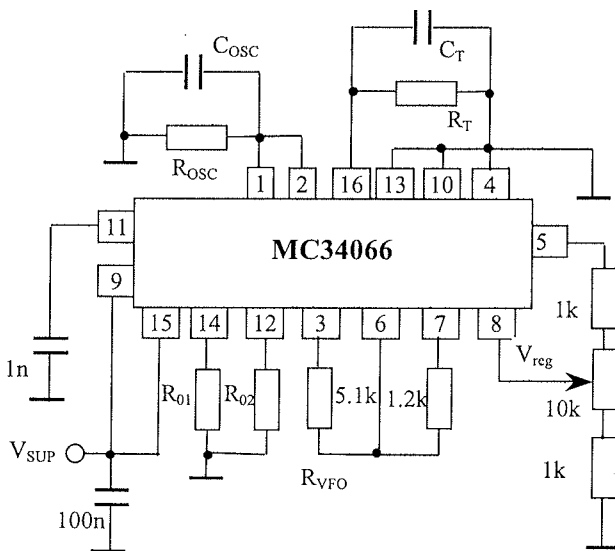 C_OSC
C_T
R_OSC
R_T
1 2 16 13 10 4
11
MC34066
5
9
15 14 12 3 6 7 8
1k
V_reg
1n
R_01 R_02 5.1k 1.2k
10k
V_SUP
R_VFO
1k
100n